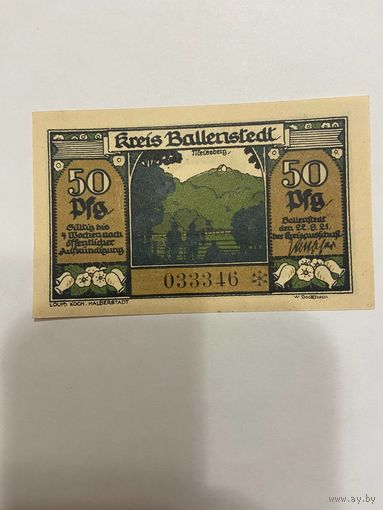 Kreis Ballenstedt
Meiseberg
50
Pfg.
Gültig bis
4 Wochen nach
öffentlicher
Aufkündigung
50
Pfg.
Ballenstedt
den 22.8.21.
der Kreisausschuß
033346 ✻
LOUIS KOCH. HALBERSTADT
www.ay.by